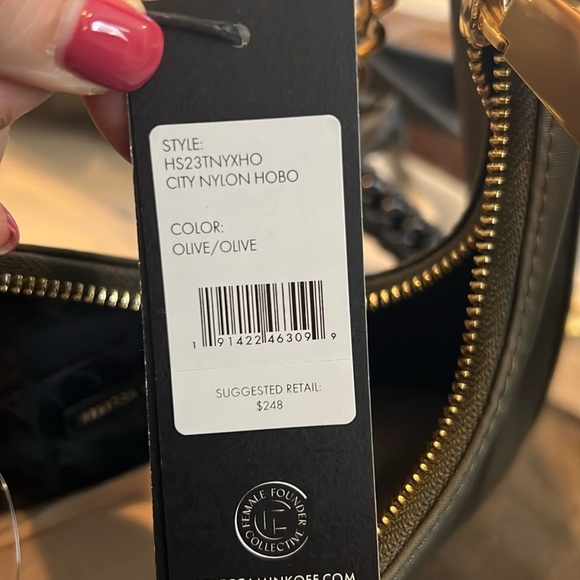 STYLE:
HS23TNYXHO
CITY NYLON HOBO
COLOR:
OLIVE/OLIVE
1 91422 46309 9
SUGGESTED RETAIL:
$248
FEMALE FOUNDER
COLLECTIVE